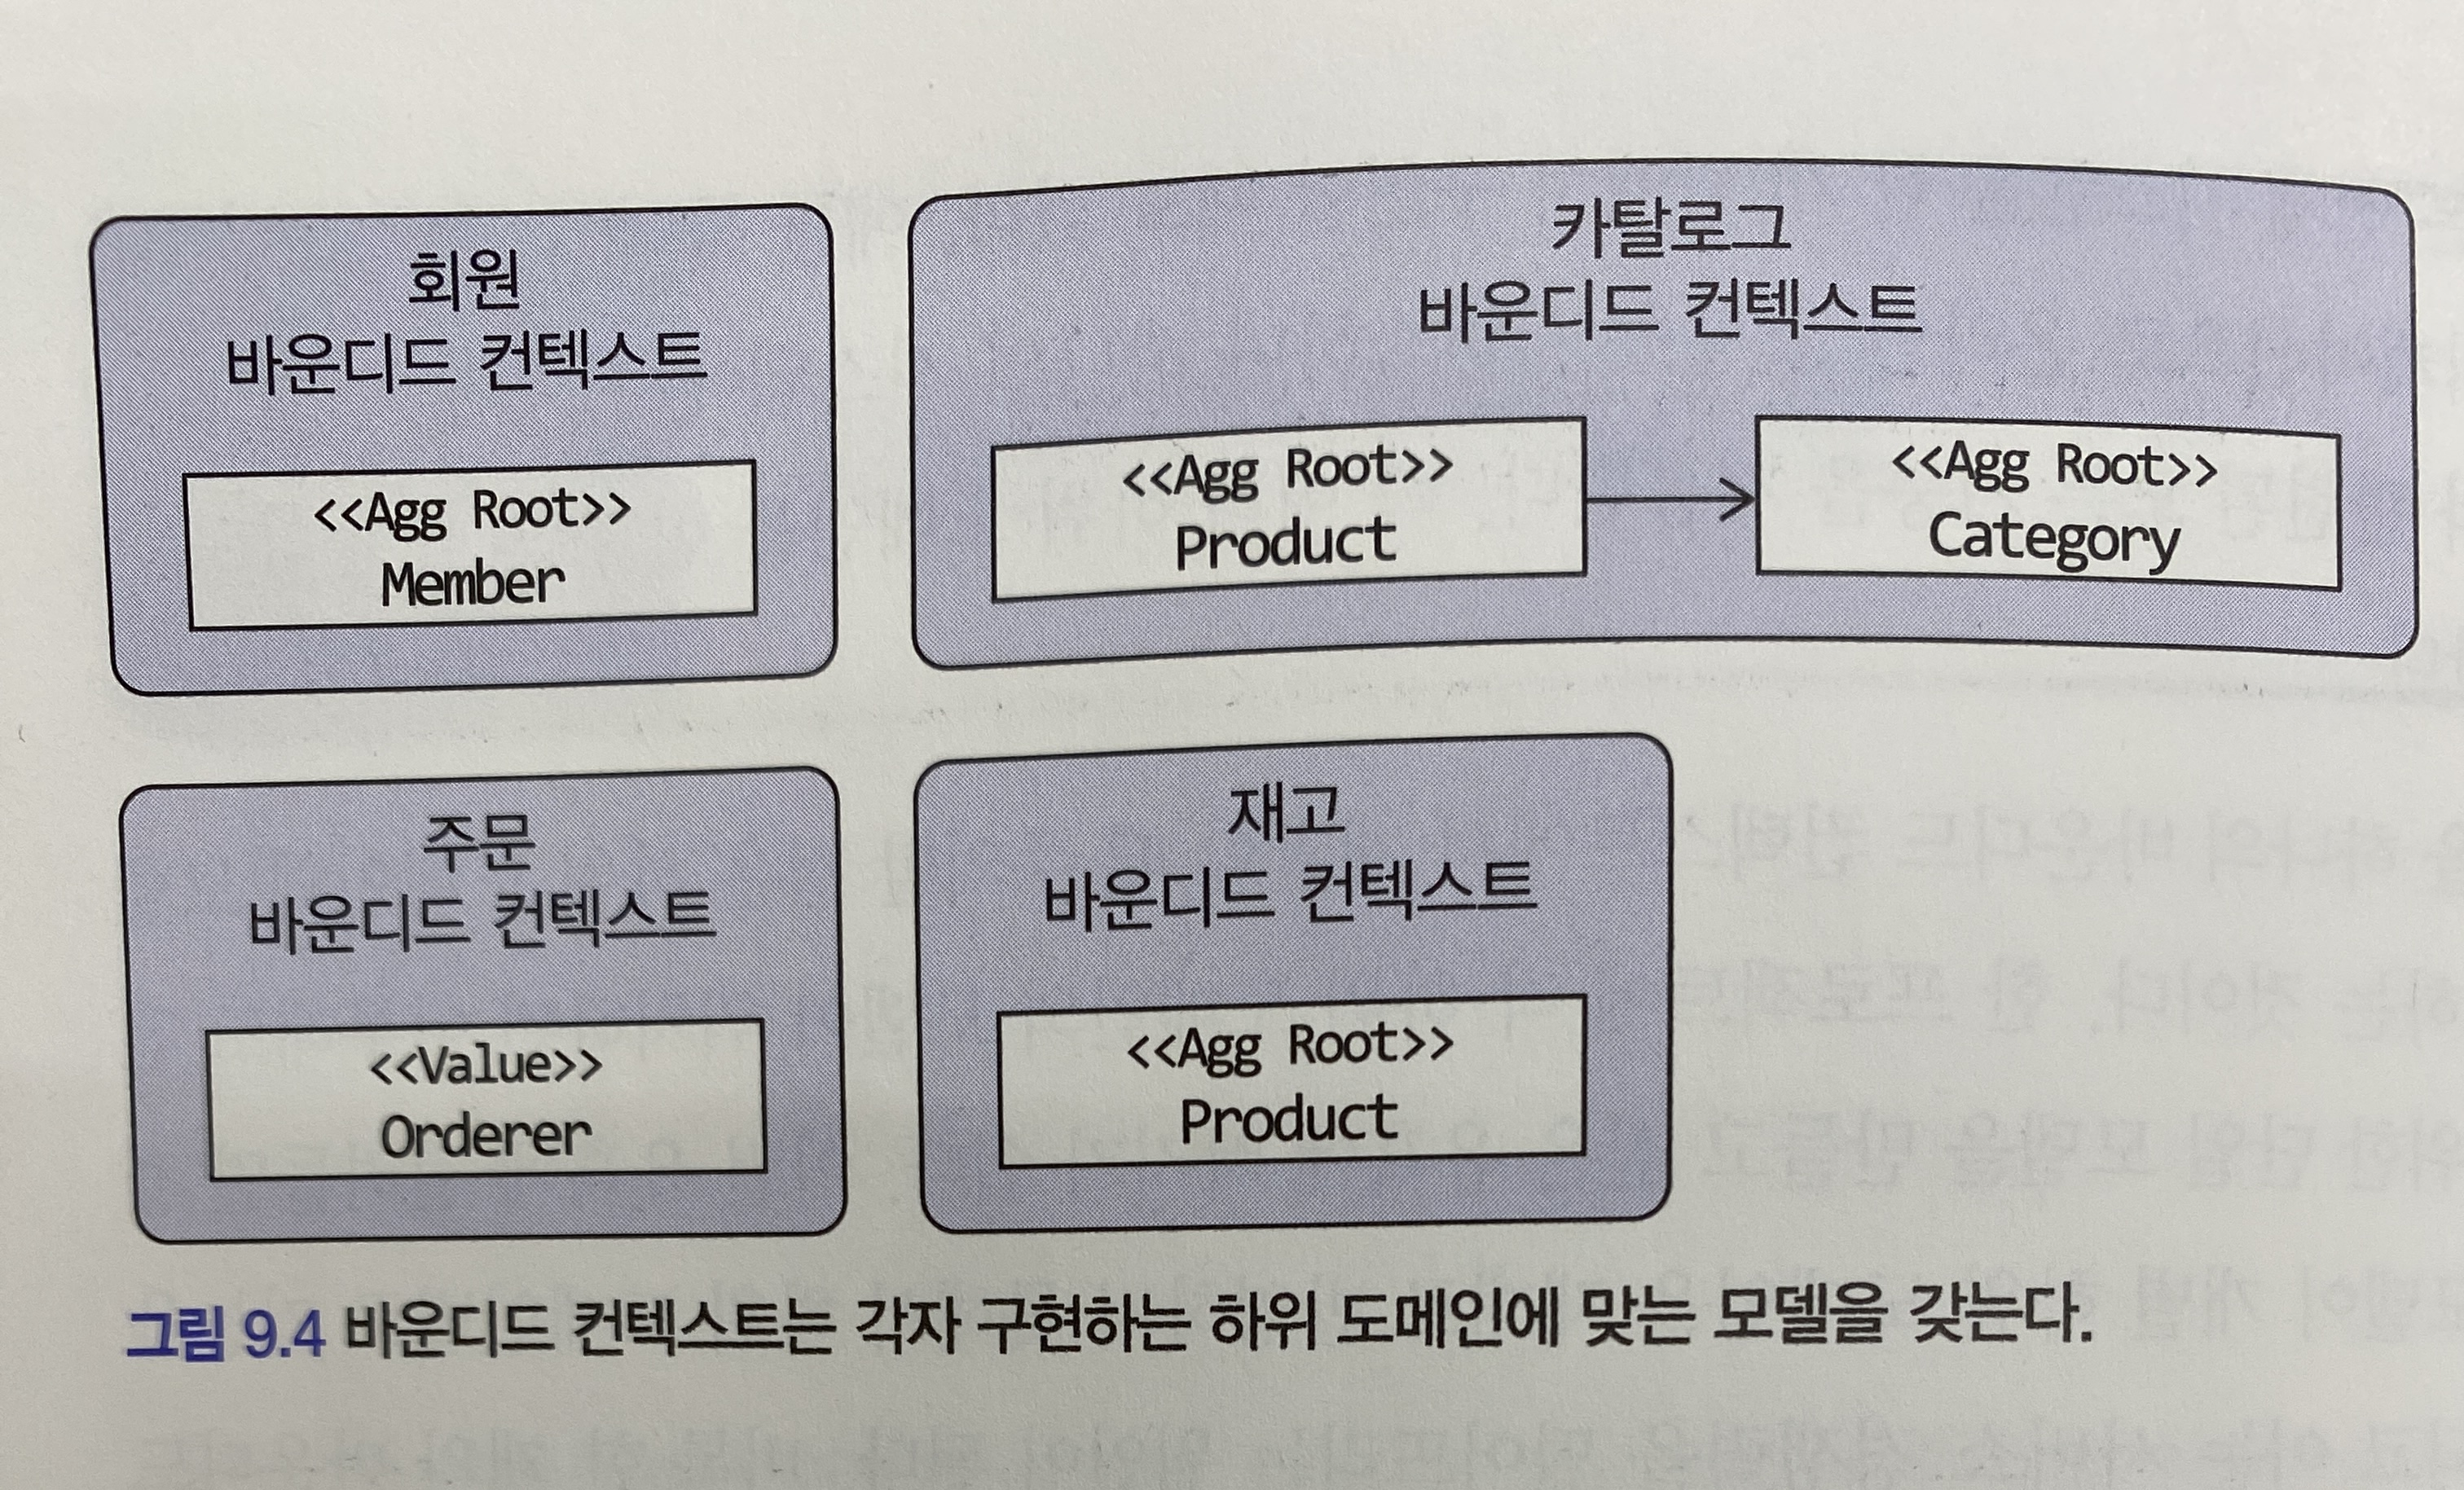 회원
바운디드 컨텍스트
<<Agg Root>>
Member
카탈로그
바운디드 컨텍스트
<<Agg Root>>
Product
<<Agg Root>>
Category
주문
바운디드 컨텍스트
<<Value>>
Orderer
재고
바운디드 컨텍스트
<<Agg Root>>
Product
그림 9.4 바운디드 컨텍스트는 각자 구현하는 하위 도메인에 맞는 모델을 갖는다.